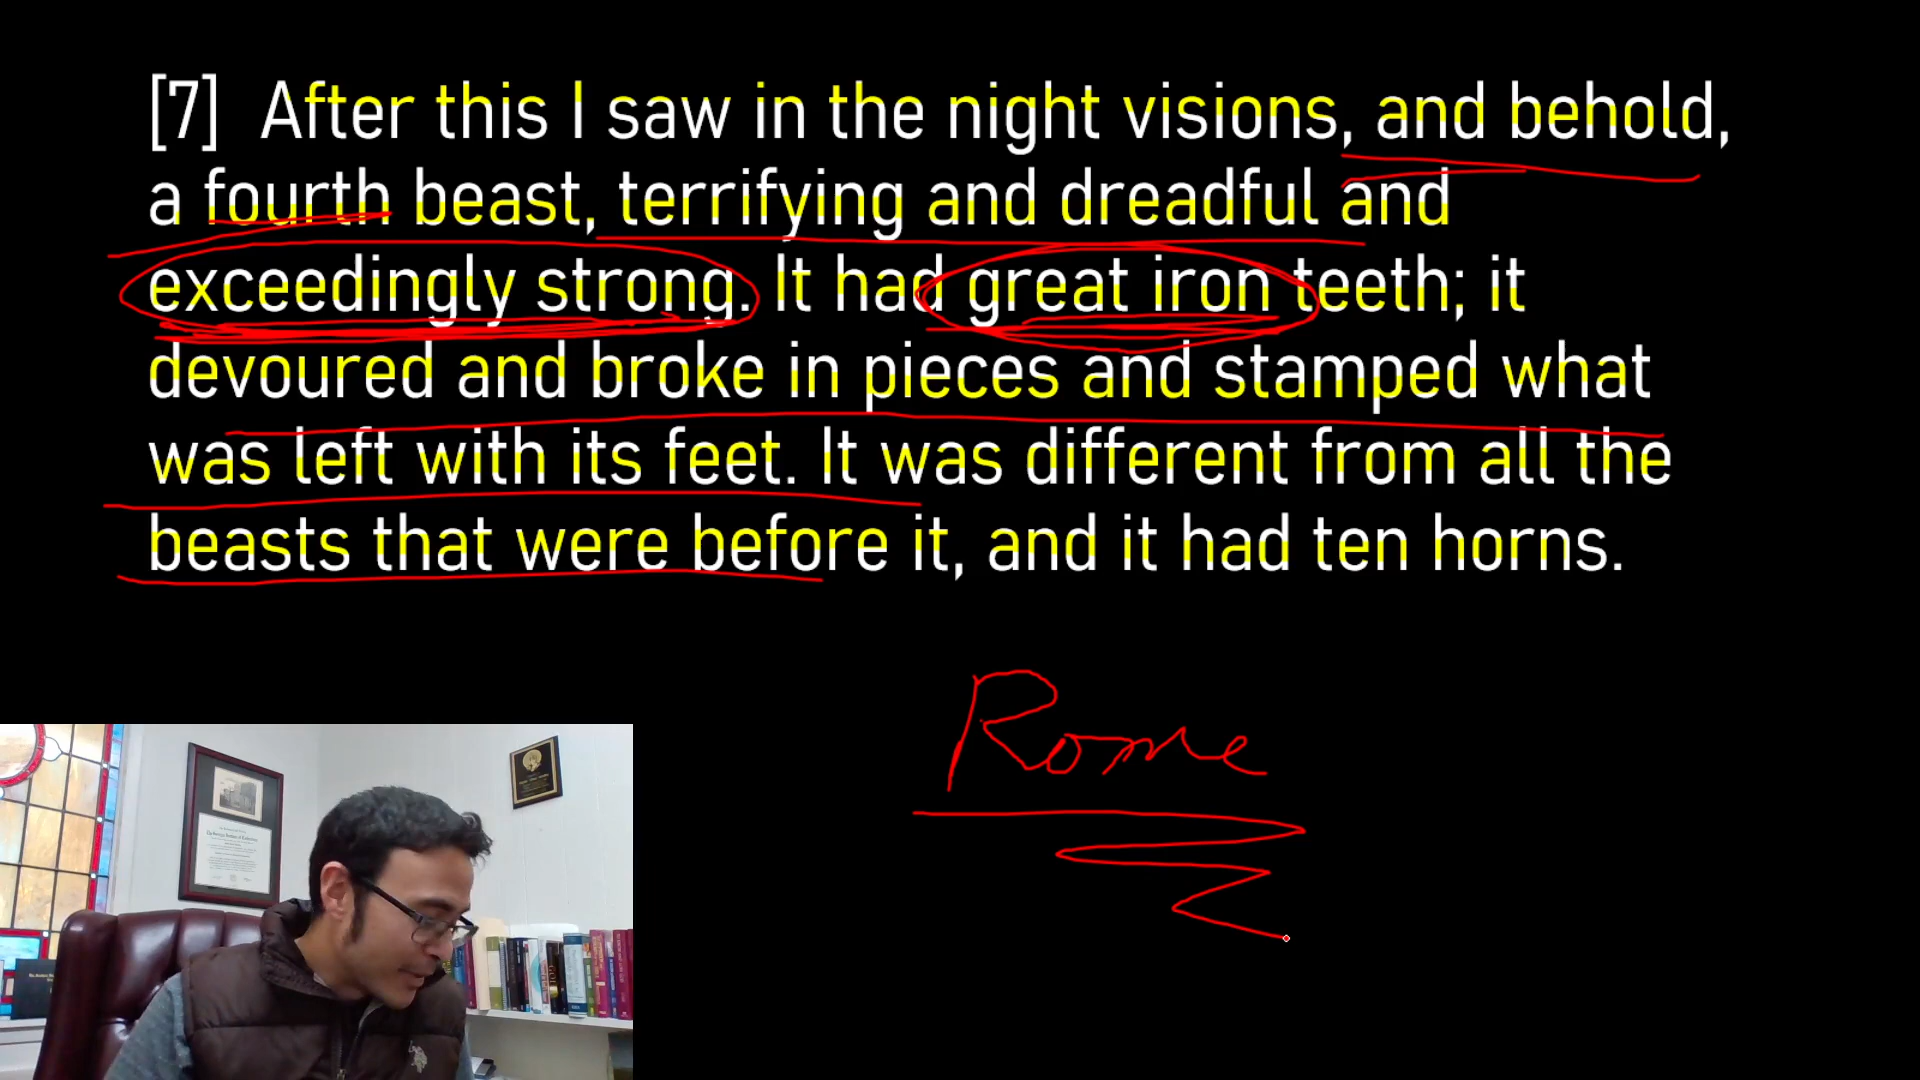 [7] After this I saw in the night visions, and behold,
a fourth beast, terrifying and dreadful and
exceedingly strong. It had great iron teeth; it
devoured and broke in pieces and stamped what
was left with its feet. It was different from all the
beasts that were before it, and it had ten horns.
Rome